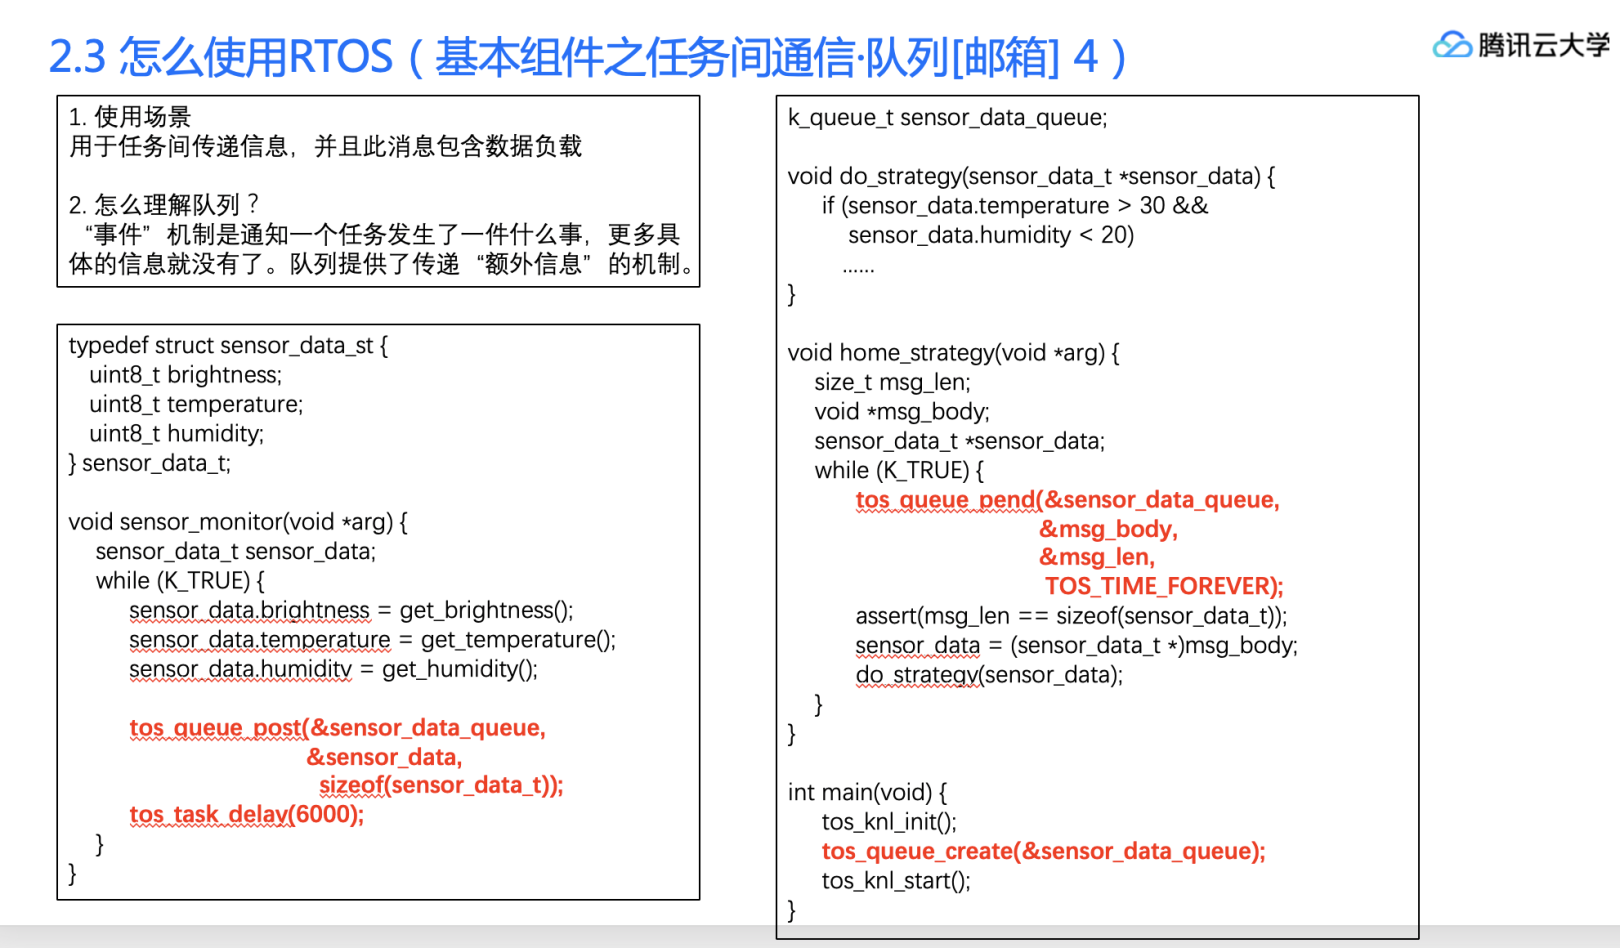 2.3 怎么使用RTOS（基本组件之任务间通信·队列[邮箱] 4）
腾讯云大学
1. 使用场景
用于任务间传递信息，并且此消息包含数据负载
2. 怎么理解队列？
“事件”机制是通知一个任务发生了一件什么事，更多具
体的信息就没有了。队列提供了传递“额外信息”的机制。
typedef struct sensor_data_st {
uint8_t brightness;
uint8_t temperature;
uint8_t humidity;
} sensor_data_t;
void sensor_monitor(void *arg) {
sensor_data_t sensor_data;
while (K_TRUE) {
sensor_data.brightness = get_brightness();
sensor_data.temperature = get_temperature();
sensor_data.humidity = get_humidity();
tos_queue_post(&sensor_data_queue,
&sensor_data,
sizeof(sensor_data_t));
tos_task_delay(6000);
}
}
k_queue_t sensor_data_queue;
void do_strategy(sensor_data_t *sensor_data) {
if (sensor_data.temperature > 30 &&
sensor_data.humidity < 20)
......
}
void home_strategy(void *arg) {
size_t msg_len;
void *msg_body;
sensor_data_t *sensor_data;
while (K_TRUE) {
tos_queue_pend(&sensor_data_queue,
&msg_body,
&msg_len,
TOS_TIME_FOREVER);
assert(msg_len == sizeof(sensor_data_t));
sensor_data = (sensor_data_t *)msg_body;
do_strategy(sensor_data);
}
}
int main(void) {
tos_knl_init();
tos_queue_create(&sensor_data_queue);
tos_knl_start();
}